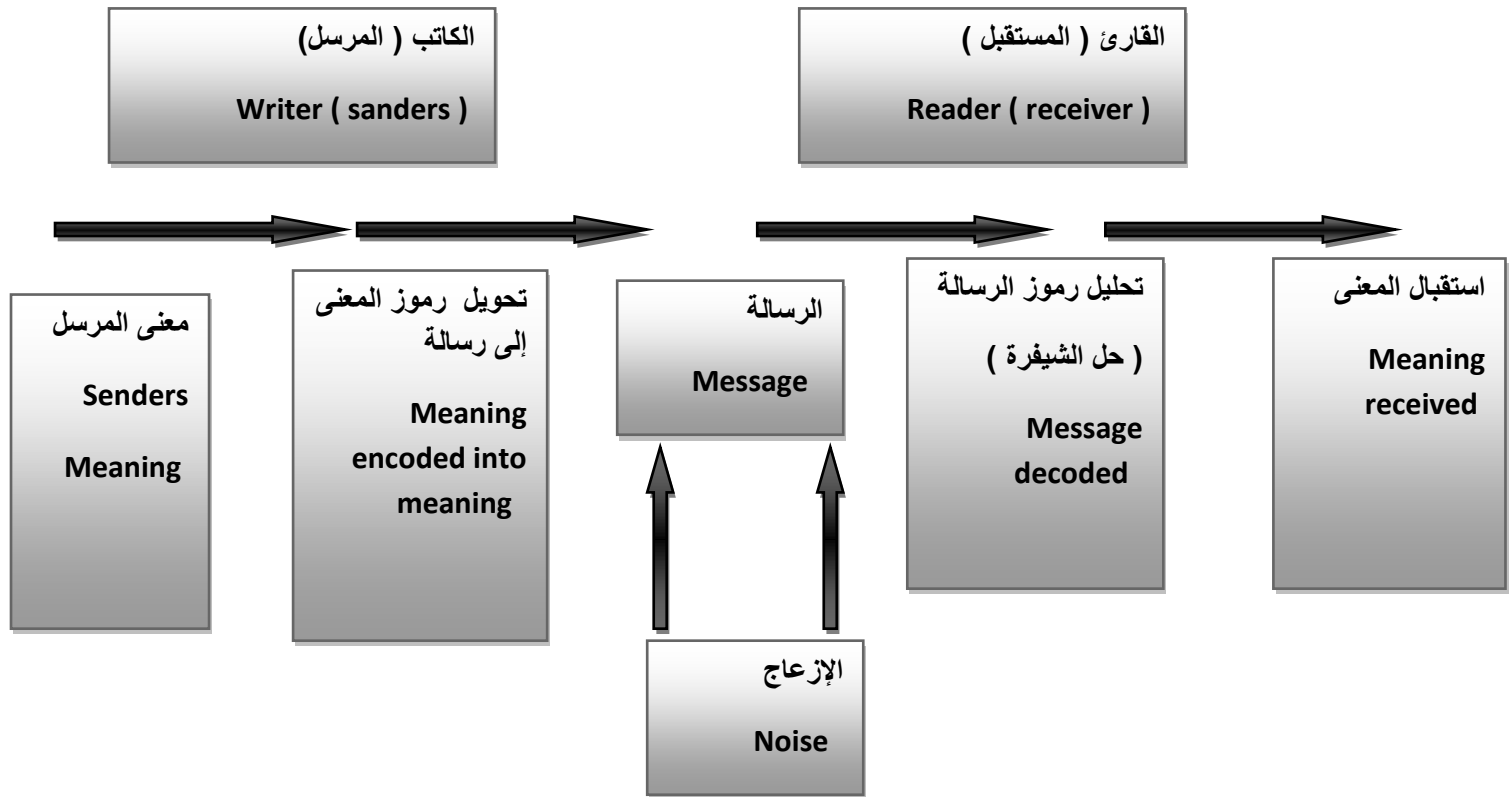 الكاتب ( المرسل)
Writer ( sanders )
القارئ ( المستقبل )
Reader ( receiver )
معنى المرسل
Senders
Meaning
تحويل رموز المعنى
إلى رسالة
Meaning
encoded into
meaning
الرسالة
Message
تحليل رموز الرسالة
( حل الشيفرة )
Message
decoded
استقبال المعنى
Meaning
received
الإزعاج
Noise